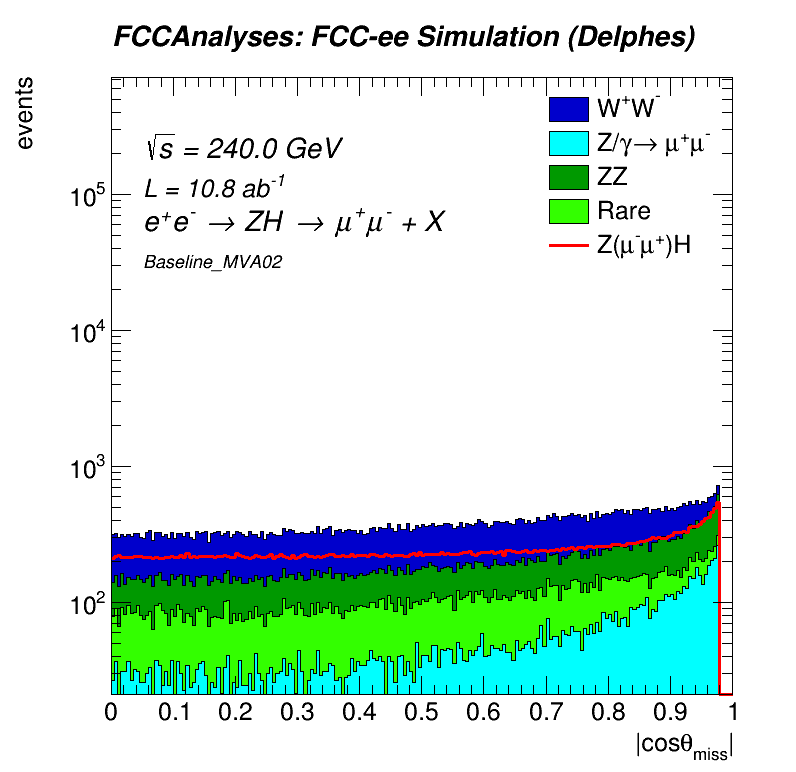 FCCAnalyses: FCC-ee Simulation (Delphes)
events
√s = 240.0 GeV
L = 10.8 ab⁻¹
e⁺e⁻ → ZH → μ⁺μ⁻ + X
Baseline_MVA02
W⁺W⁻
Z/γ→ μ⁺μ⁻
ZZ
Rare
Z(μ⁻μ⁺)H
10⁵
10⁴
10³
10²
0 0.1 0.2 0.3 0.4 0.5 0.6 0.7 0.8 0.9 1
|cosθmiss|